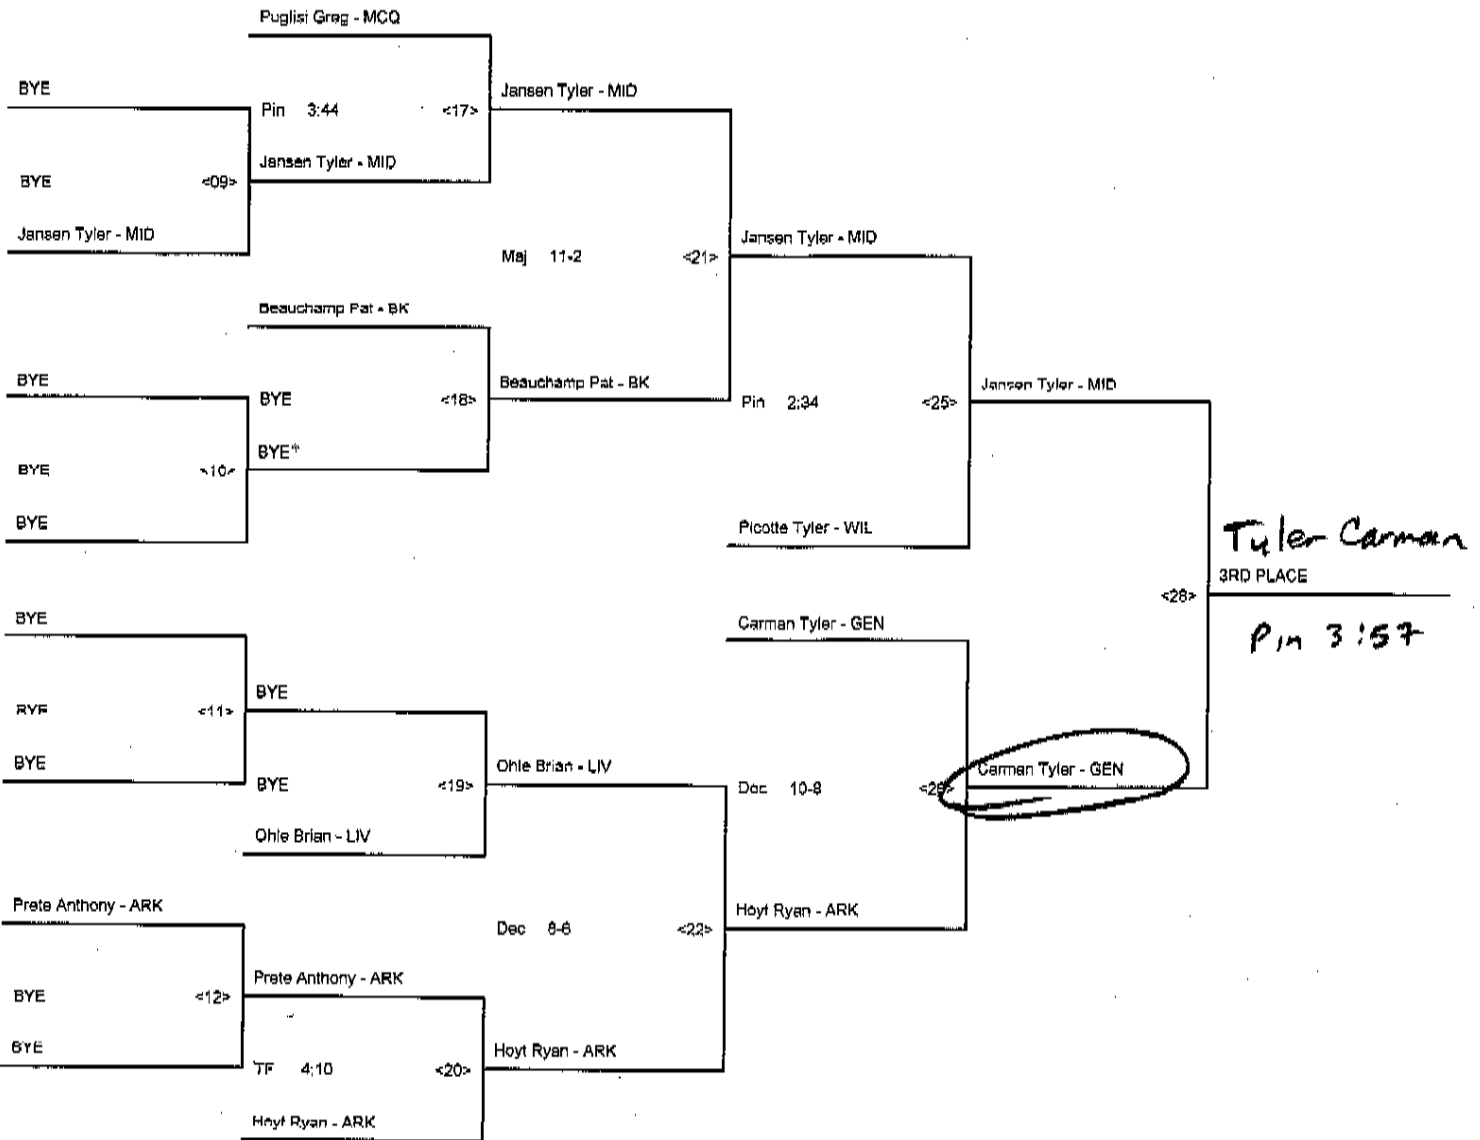 Puglisi Greg - MCQ
BYE
Jansen Tyler - MID
Pin 3:44 <17>
Jansen Tyler - MID
BYE <09>
Jansen Tyler - MID
Jansen Tyler - MID
Maj 11-2 <21>
Beauchamp Pat - BK
BYE
Beauchamp Pat - BK
Jansen Tyler - MID
BYE <18>
Pin 2:34 <25>
BYE*
BYE <10>
BYE
Picotte Tyler - WIL
Tyler Carman
3RD PLACE
<28>
Pin 3:57
BYE
Carman Tyler - GEN
BYE
BYE <11>
BYE
Ohle Brian - LIV
Carman Tyler - GEN
BYE <19>
Dec 10-8
Ohle Brian - LIV
Prete Anthony - ARK
Hoyt Ryan - ARK
Dec 8-6 <22>
Prete Anthony - ARK
BYE <12>
BYE
Hoyt Ryan - ARK
TF 4:10 <20>
Hoyt Ryan - ARK